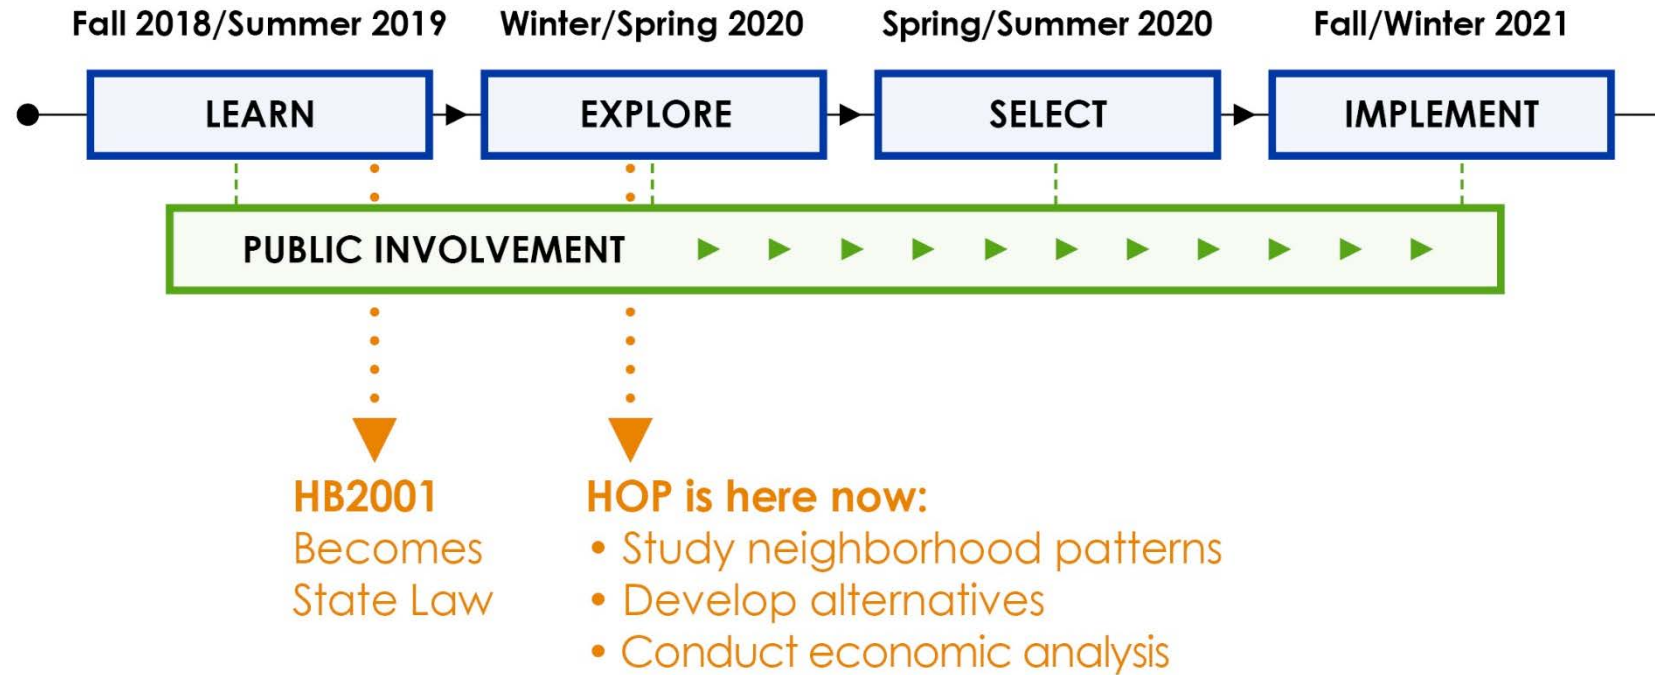 Fall 2018/Summer 2019
Winter/Spring 2020
Spring/Summer 2020
Fall/Winter 2021
LEARN
EXPLORE
SELECT
IMPLEMENT
PUBLIC INVOLVEMENT
HB2001
Becomes
State Law
HOP is here now:
• Study neighborhood patterns
• Develop alternatives
• Conduct economic analysis